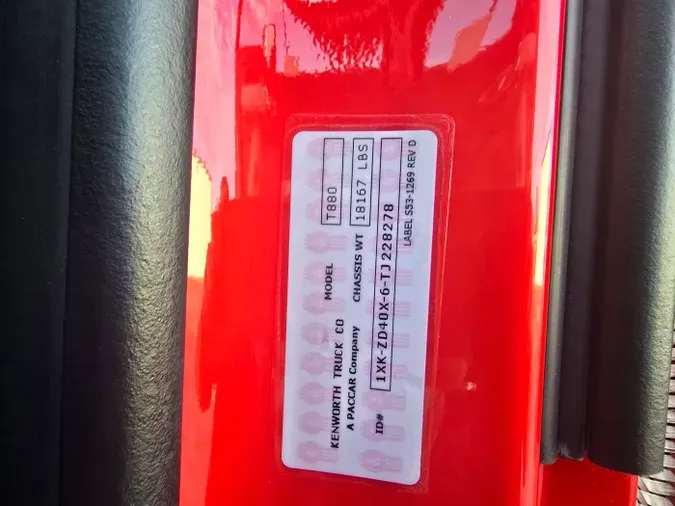 KENWORTH TRUCK CO MODEL T880
A PACCAR Company CHASSIS WT 18167 LBS
ID# 1XK-ZD40X-6-TJ228278
LABEL S53-1269 REV D